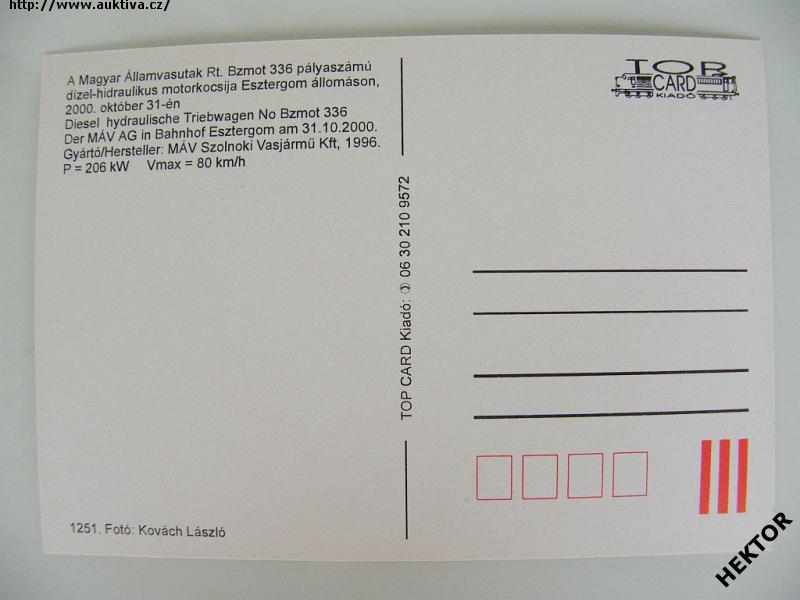 http://www.auktiva.cz/
A Magyar Államvasutak Rt. Bzmot 336 pályaszámú
dízel-hidraulikus motorkocsija Esztergom állomáson,
2000. október 31-én
Diesel hydraulische Triebwagen No Bzmot 336
Der MÁV AG in Bahnhof Esztergom am 31.10.2000.
Gyártó/Hersteller: MÁV Szolnoki Vasjármű Kft, 1996.
P = 206 kW Vmax = 80 km/h
1251. Fotó: Kovách László
TOP CARD Kiadó: ✆ 06 30 210 9572
TOP
CARD
KIADÓ
HEKTOR